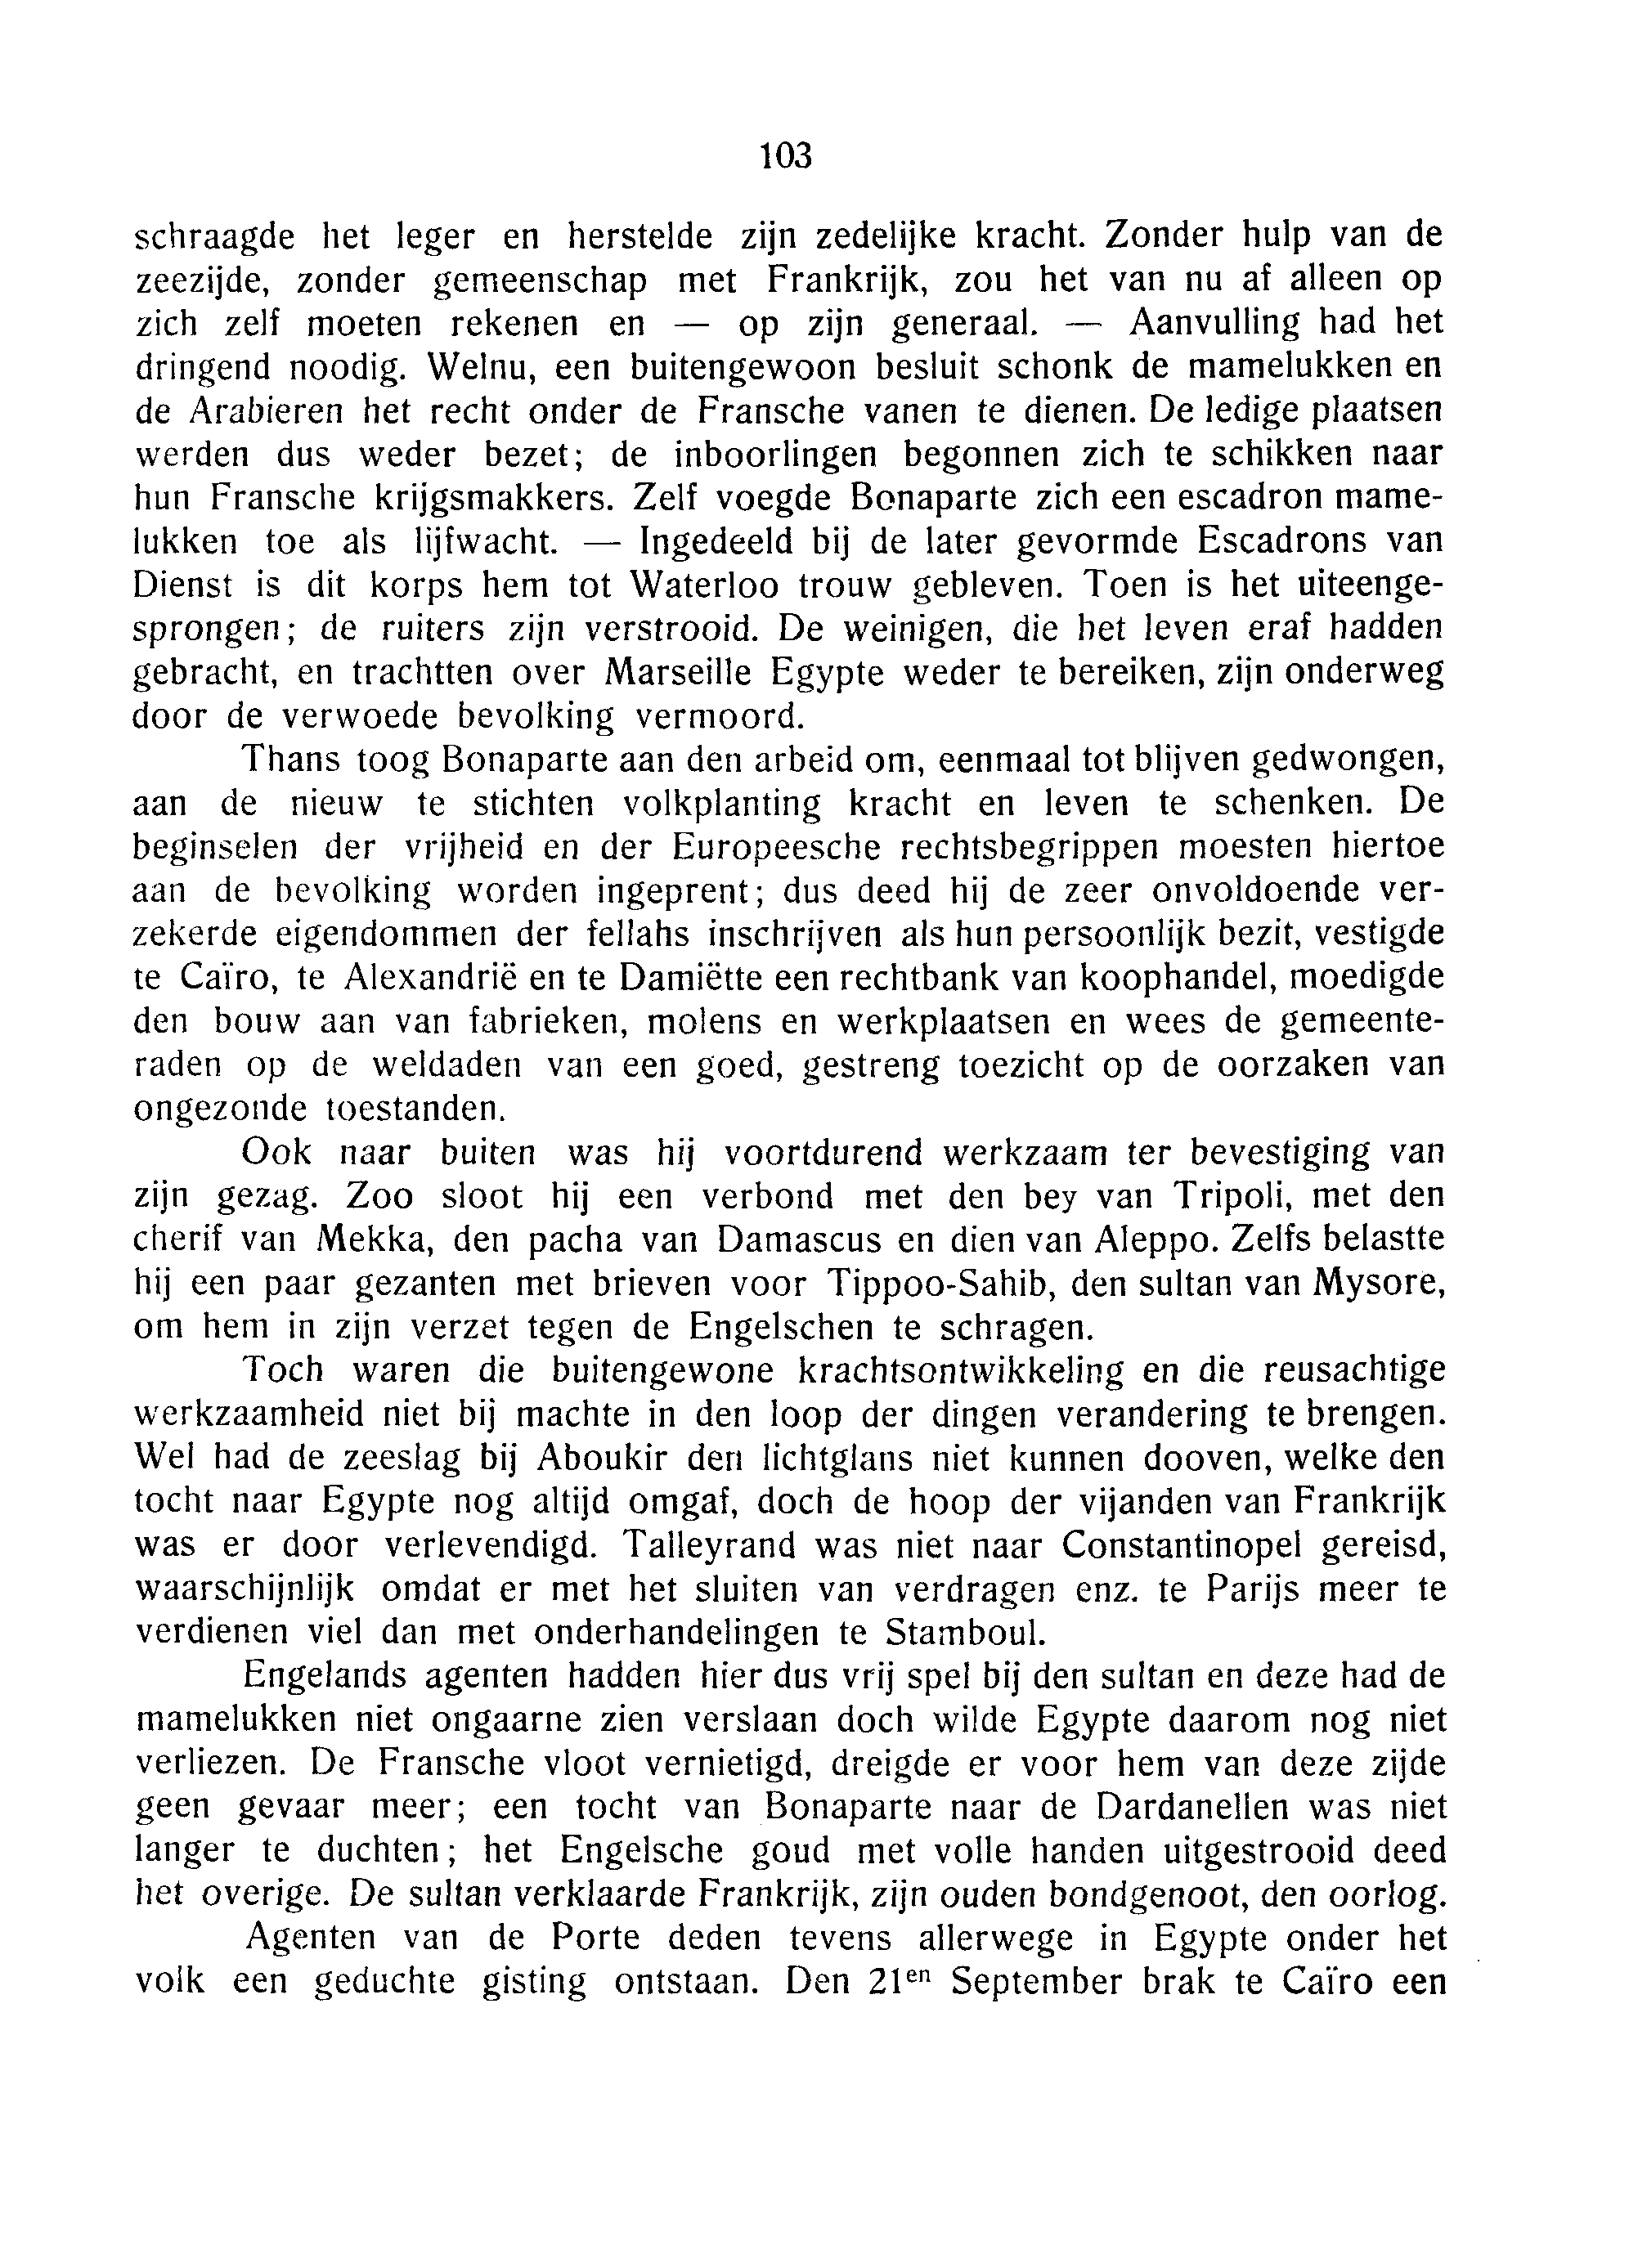 103
schraagde het leger en herstelde zijn zedelijke kracht. Zonder hulp van de
zeezijde, zonder gemeenschap met Frankrijk, zou het van nu af alleen op
zich zelf moeten rekenen en — op zijn generaal. — Aanvulling had het
dringend noodig. Welnu, een buitengewoon besluit schonk de mamelukken en
de Arabieren het recht onder de Fransche vanen te dienen. De ledige plaatsen
werden dus weder bezet; de inboorlingen begonnen zich te schikken naar
hun Fransche krijgsmakkers. Zelf voegde Bonaparte zich een escadron mame-
lukken toe als lijfwacht. — Ingedeeld bij de later gevormde Escadrons van
Dienst is dit korps hem tot Waterloo trouw gebleven. Toen is het uiteenge-
sprongen; de ruiters zijn verstrooid. De weinigen, die het leven eraf hadden
gebracht, en trachtten over Marseille Egypte weder te bereiken, zijn onderweg
door de verwoede bevolking vermoord.
Thans toog Bonaparte aan den arbeid om, eenmaal tot blijven gedwongen,
aan de nieuw te stichten volkplanting kracht en leven te schenken. De
beginselen der vrijheid en der Europeesche rechtsbegrippen moesten hiertoe
aan de bevolking worden ingeprent; dus deed hij de zeer onvoldoende ver-
zekerde eigendommen der fellahs inschrijven als hun persoonlijk bezit, vestigde
te Caïro, te Alexandrië en te Damiëtte een rechtbank van koophandel, moedigde
den bouw aan van fabrieken, molens en werkplaatsen en wees de gemeente-
raden op de weldaden van een goed, gestreng toezicht op de oorzaken van
ongezonde toestanden.
Ook naar buiten was hij voortdurend werkzaam ter bevestiging van
zijn gezag. Zoo sloot hij een verbond met den bey van Tripoli, met den
cherif van Mekka, den pacha van Damascus en dien van Aleppo. Zelfs belastte
hij een paar gezanten met brieven voor Tippoo-Sahib, den sultan van Mysore,
om hem in zijn verzet tegen de Engelschen te schragen.
Toch waren die buitengewone krachtsontwikkeling en die reusachtige
werkzaamheid niet bij machte in den loop der dingen verandering te brengen.
Wel had de zeeslag bij Aboukir den lichtglans niet kunnen dooven, welke den
tocht naar Egypte nog altijd omgaf, doch de hoop der vijanden van Frankrijk
was er door verlevendigd. Talleyrand was niet naar Constantinopel gereisd,
waarschijnlijk omdat er met het sluiten van verdragen enz. te Parijs meer te
verdienen viel dan met onderhandelingen te Stamboul.
Engelands agenten hadden hier dus vrij spel bij den sultan en deze had de
mamelukken niet ongaarne zien verslaan doch wilde Egypte daarom nog niet
verliezen. De Fransche vloot vernietigd, dreigde er voor hem van deze zijde
geen gevaar meer; een tocht van Bonaparte naar de Dardanellen was niet
langer te duchten; het Engelsche goud met volle handen uitgestrooid deed
het overige. De sultan verklaarde Frankrijk, zijn ouden bondgenoot, den oorlog.
Agenten van de Porte deden tevens allerwege in Egypte onder het
volk een geduchte gisting ontstaan. Den 21en September brak te Caïro een